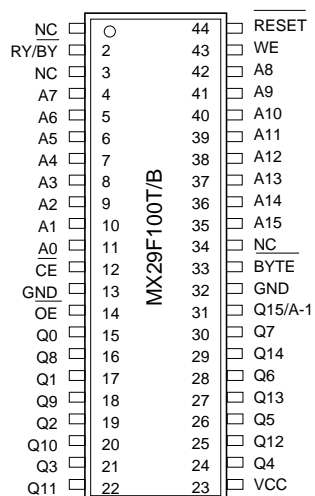 NC 44 RESET
RY/BY 2 43 WE
NC 3 42 A8
A7 4 41 A9
A6 5 40 A10
A5 6 39 A11
A4 7 38 A12
A3 8 37 A13
A2 9 36 A14
A1 10 35 A15
A0 11 34 NC
CE 12 33 BYTE
GND 13 32 GND
OE 14 31 Q15/A-1
Q0 15 30 Q7
Q8 16 29 Q14
Q1 17 28 Q6
Q9 18 27 Q13
Q2 19 26 Q5
Q10 20 25 Q12
Q3 21 24 Q4
Q11 22 23 VCC
MX29F100T/B